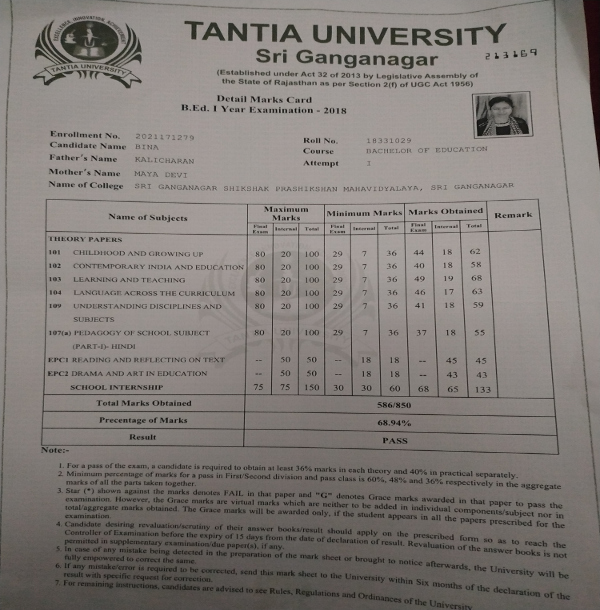 EXCELLENCE, INNOVATION, ACHIEVEMENT
TANTIA UNIVERSITY
TANTIA UNIVERSITY
Sri Ganganagar
213169
(Established under Act 32 of 2013 by Legislative Assembly of
the State of Rajasthan as per Section 2(f) of UGC Act 1956)
Detail Marks Card
B.Ed. I Year Examination - 2018
Enrollment No. 2021171279 Roll No. 18331029
Candidate Name BINA Course BACHELOR OF EDUCATION
Father's Name KALICHARAN Attempt I
Mother's Name MAYA DEVI
Name of College SRI GANGANAGAR SHIKSHAK PRASHIKSHAN MAHAVIDYALAYA, SRI GANGANAGAR
Name of Subjects Maximum Marks Minimum Marks Marks Obtained Remark
Final Exam Internal Total Final Exam Internal Total Final Exam Internal Total
THEORY PAPERS
101 CHILDHOOD AND GROWING UP 80 20 100 29 7 36 44 18 62
102 CONTEMPORARY INDIA AND EDUCATION 80 20 100 29 7 36 40 18 58
103 LEARNING AND TEACHING 80 20 100 29 7 36 49 19 68
104 LANGUAGE ACROSS THE CURRICULUM 80 20 100 29 7 36 46 17 63
109 UNDERSTANDING DISCIPLINES AND 80 20 100 29 7 36 41 18 59
SUBJECTS
107(a) PEDAGOGY OF SCHOOL SUBJECT 80 20 100 29 7 36 37 18 55
(PART-I)- HINDI
EPC1 READING AND REFLECTING ON TEXT -- 50 50 -- 18 18 -- 45 45
EPC2 DRAMA AND ART IN EDUCATION -- 50 50 -- 18 18 -- 43 43
SCHOOL INTERNSHIP 75 75 150 30 30 60 68 65 133
Total Marks Obtained 586/850
Precentage of Marks 68.94%
Result PASS
Note:-
1. For a pass of the exam, a candidate is required to obtain at least 36% marks in each theory and 40% in practical separately.
2. Minimum percentage of marks for a pass in First/Second division and pass class is 60%, 48% and 36% respectively in the aggregate
marks of all the parts taken together.
3. Star (*) shown against the marks denotes FAIL in that paper and "G" denotes Grace marks awarded in that paper to pass the
examination. However, the Grace marks are virtual marks which are neither to be added in individual components/subject nor in
total/aggregate marks obtained. The Grace marks will be awarded only, if the student appears in all the papers prescribed for the
examination.
4. Candidate desiring revaluation/scrutiny of their answer books/result should apply on the prescribed form so as to reach the
Controller of Examination before the expiry of 15 days from the date of declaration of result. Revaluation of the answer books is not
permitted in supplementary examination/due paper(s), if any.
5. In case of any mistake being detected in the preparation of the mark sheet or brought to notice afterwards, the University will be
fully empowered to correct the same.
6. If any mistake/error is required to be corrected, send this mark sheet to the University within Six months of the declaration of the
result with specific request for correction.
7. For remaining instructions, candidates are advised to see Rules, Regulations and Ordinances of the University.